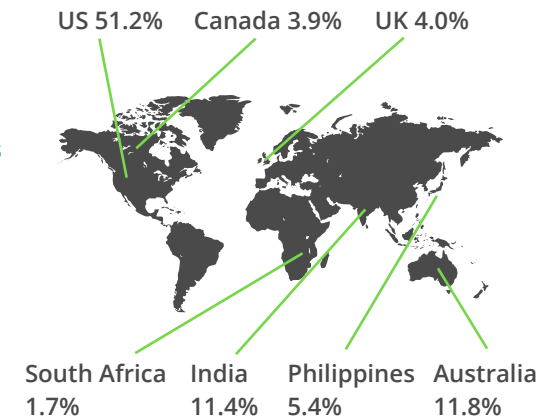 US 51.2% Canada 3.9% UK 4.0%
South Africa India Philippines Australia
1.7% 11.4% 5.4% 11.8%